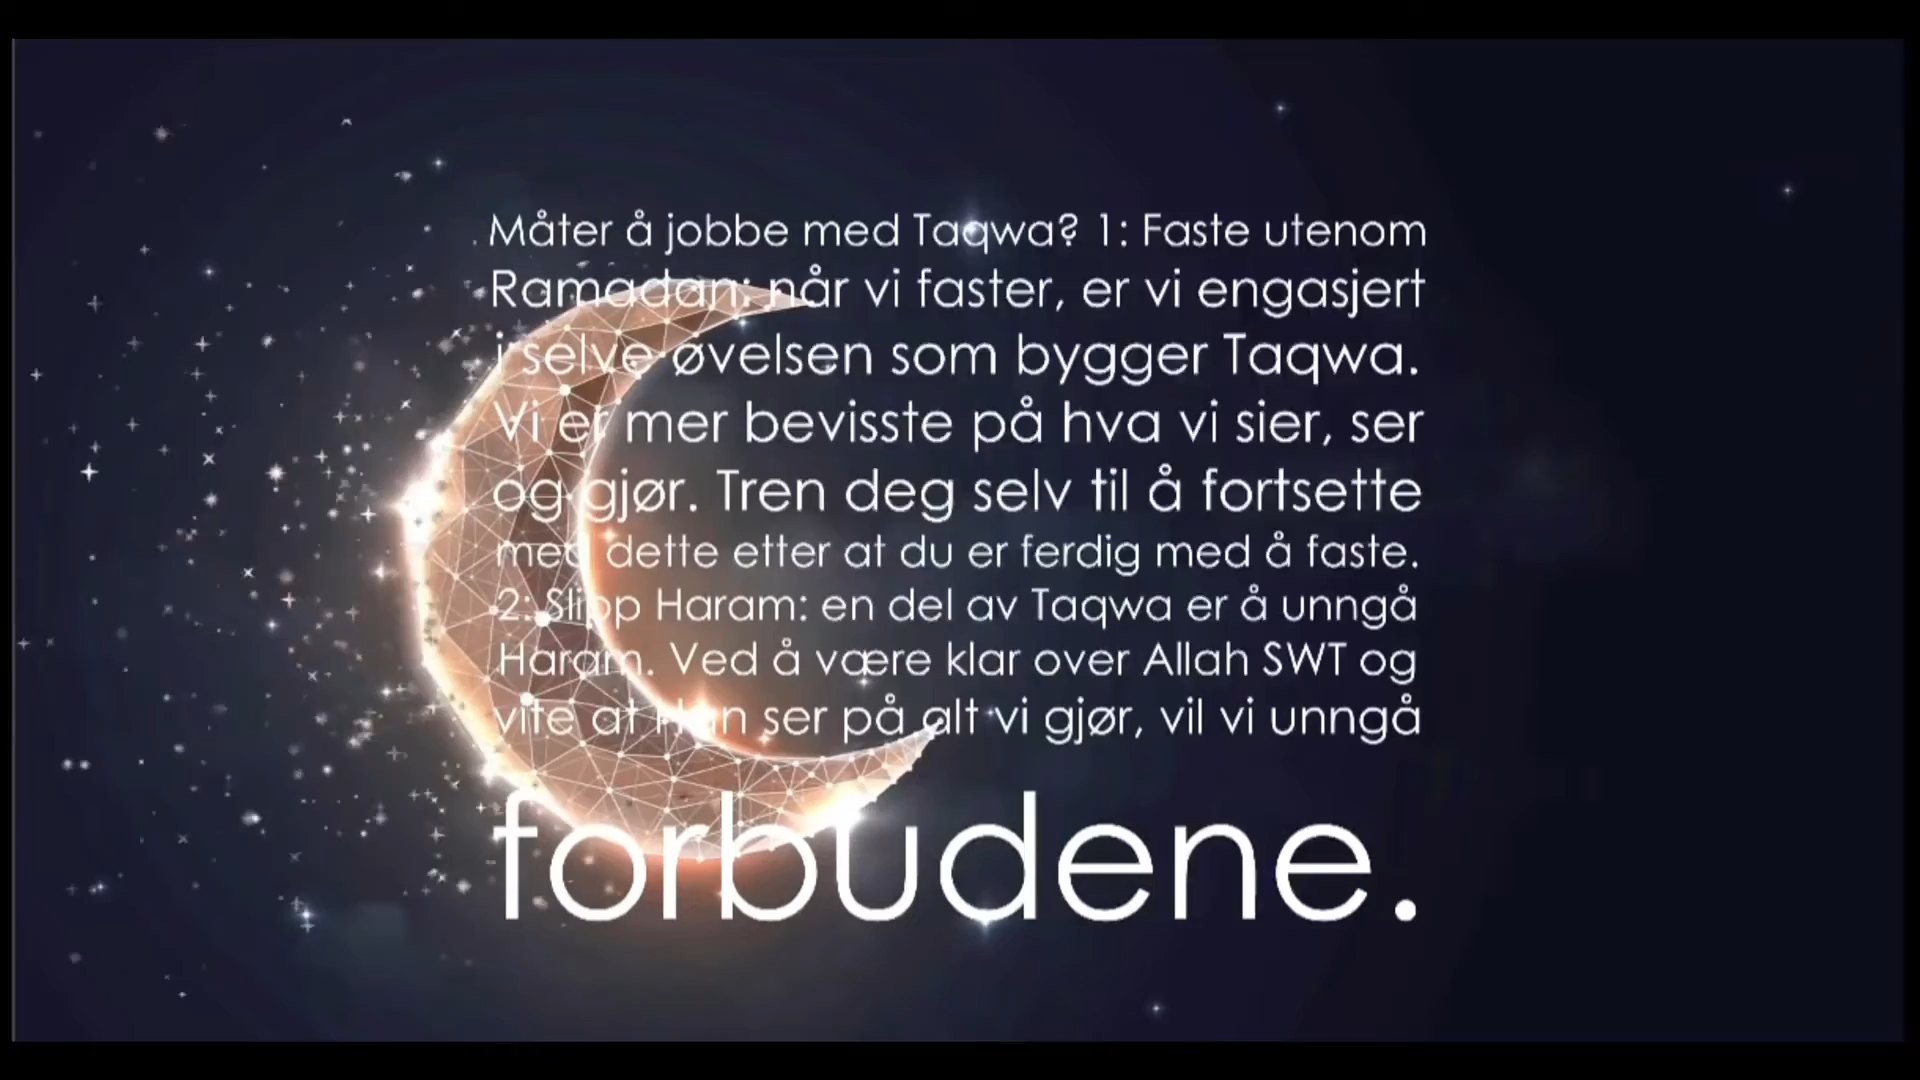 Måter å jobbe med Taqwa? 1: Faste utenom
Ramadan: når vi faster, er vi engasjert
i selve øvelsen som bygger Taqwa.
Vi er mer bevisste på hva vi sier, ser
og gjør. Tren deg selv til å fortsette
med dette etter at du er ferdig med å faste.
2: Slipp Haram: en del av Taqwa er å unngå
Haram. Ved å være klar over Allah SWT og
vite at Han ser på alt vi gjør, vil vi unngå
forbudene.